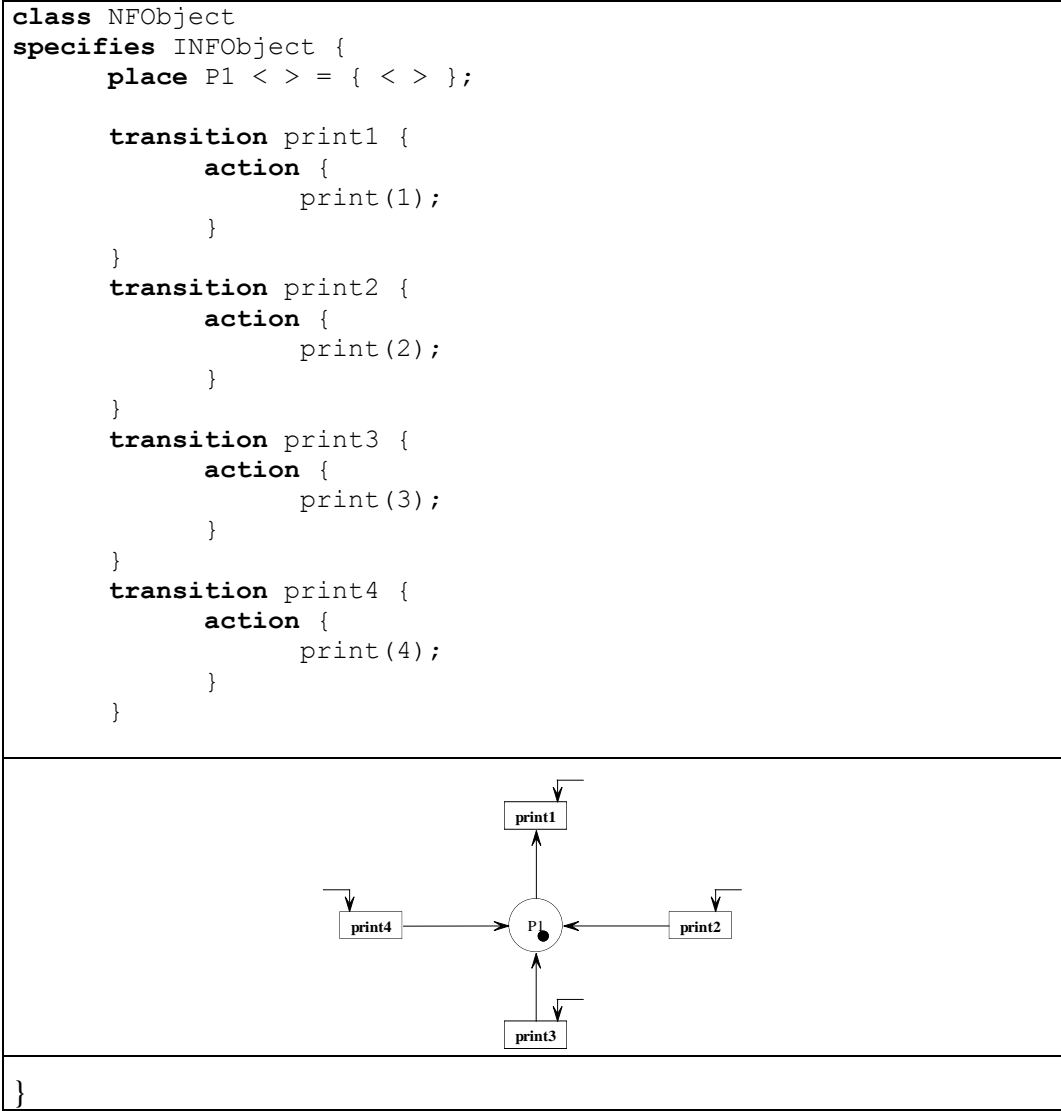 class NFObject
specifies INFObject {
place P1 < > = { < > };
transition print1 {
action {
print(1);
}
}
transition print2 {
action {
print(2);
}
}
transition print3 {
action {
print(3);
}
}
transition print4 {
action {
print(4);
}
}
print1
print4
P1
print2
print3
}